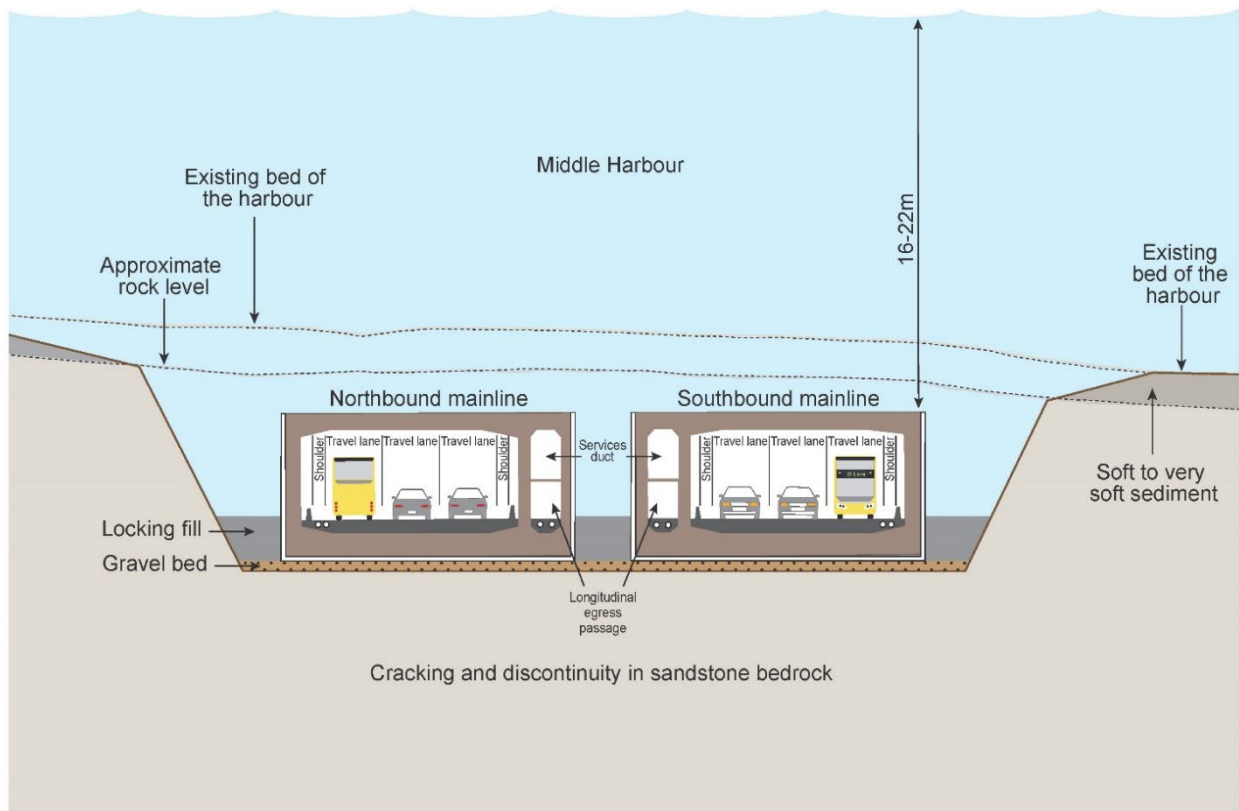 Middle Harbour
Existing bed of
the harbour
16-22m
Approximate
rock level
Existing
bed of the
harbour
Northbound mainline
Southbound mainline
Shoulder
Travel lane
Travel lane
Travel lane
Shoulder
Services
duct
Shoulder
Travel lane
Travel lane
Travel lane
Shoulder
Soft to very
soft sediment
Locking fill
Gravel bed
Longitudinal
egress
passage
Cracking and discontinuity in sandstone bedrock